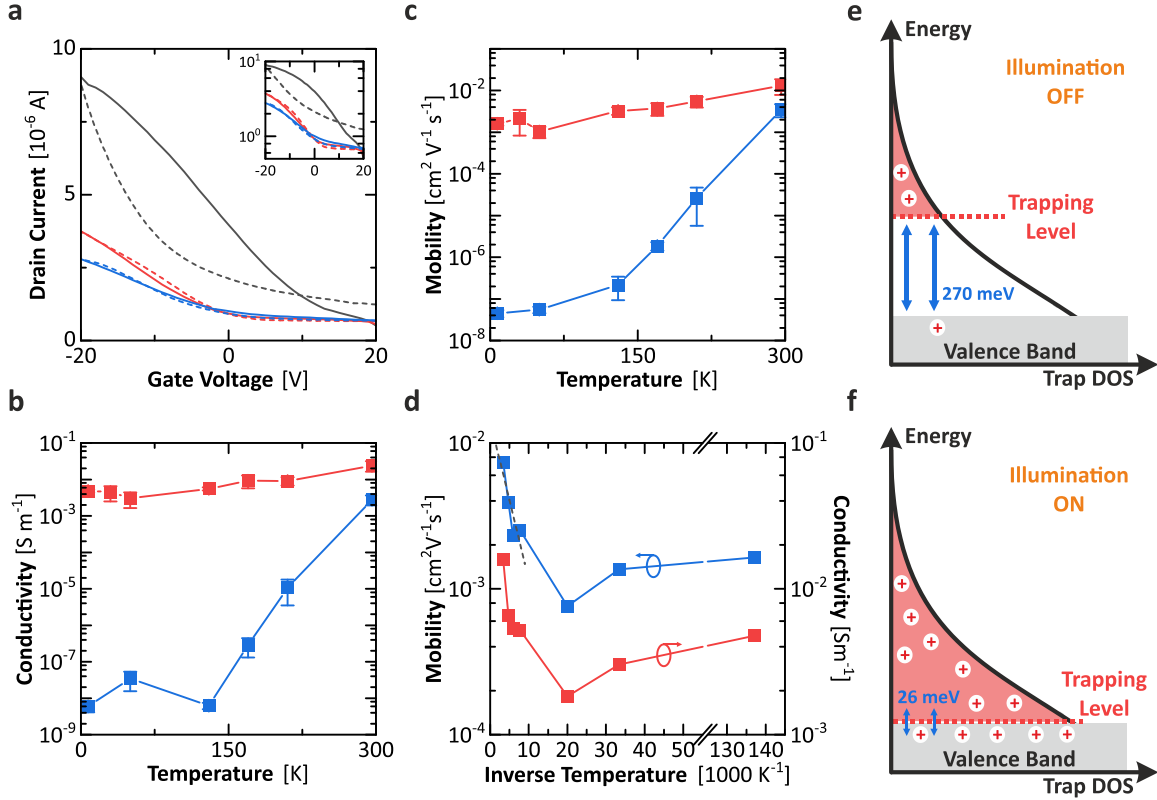 a
Drain Current [10⁻⁶ A]
10
5
0
-20
0
20
Gate Voltage [V]
10¹
10⁰
-20
0
20
b
Conductivity [S m⁻¹]
10⁻¹
10⁻³
10⁻⁵
10⁻⁷
10⁻⁹
0
150
300
Temperature [K]
c
Mobility [cm² V⁻¹ s⁻¹]
10⁻²
10⁻⁴
10⁻⁶
10⁻⁸
0
150
300
Temperature [K]
d
Mobility [cm²V⁻¹s⁻¹]
10⁻²
10⁻³
10⁻⁴
0 10 20 30 40 50 130 140
Inverse Temperature [1000 K⁻¹]
10⁻¹
10⁻²
10⁻³
Conductivity [Sm⁻¹]
e
Energy
Illumination
OFF
+
+
Trapping
Level
270 meV
+
Valence Band
Trap DOS
f
Energy
Illumination
ON
+
+
+
+
+
+
+
Trapping
Level
26 meV
+ + + + +
Valence Band
Trap DOS